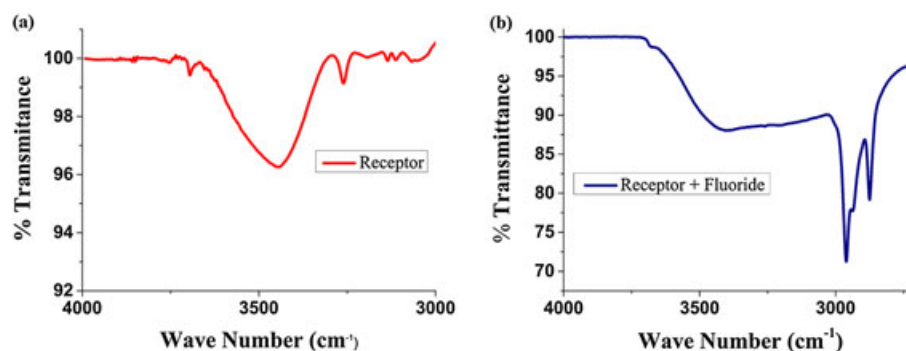 (a)
100
98
96
94
92
4000
3500
3000
% Transmitance
Wave Number (cm-1)
Receptor
(b)
100
95
90
85
80
75
70
4000
3500
3000
% Transmittance
Wave Number (cm-1)
Receptor + Fluoride